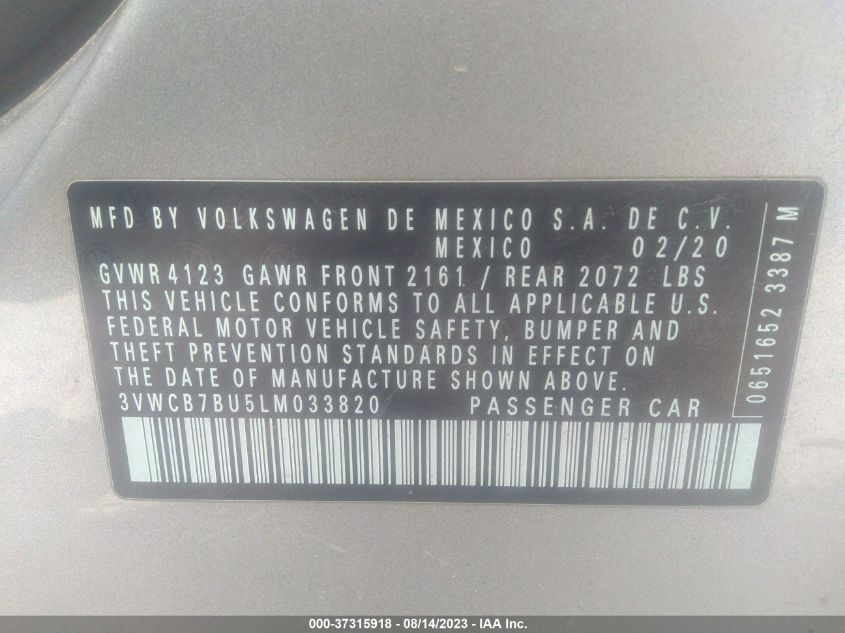 MFD BY VOLKSWAGEN DE MEXICO S.A. DE C.V.
MEXICO 02/20
GVWR 4123 GAWR FRONT 2161 / REAR 2072 LBS
THIS VEHICLE CONFORMS TO ALL APPLICABLE U.S.
FEDERAL MOTOR VEHICLE SAFETY, BUMPER AND
THEFT PREVENTION STANDARDS IN EFFECT ON
THE DATE OF MANUFACTURE SHOWN ABOVE.
3VWCB7BU5LM033820 PASSENGER CAR
0651652 3387 M
000-37315918 - 08/14/2023 - IAA Inc.